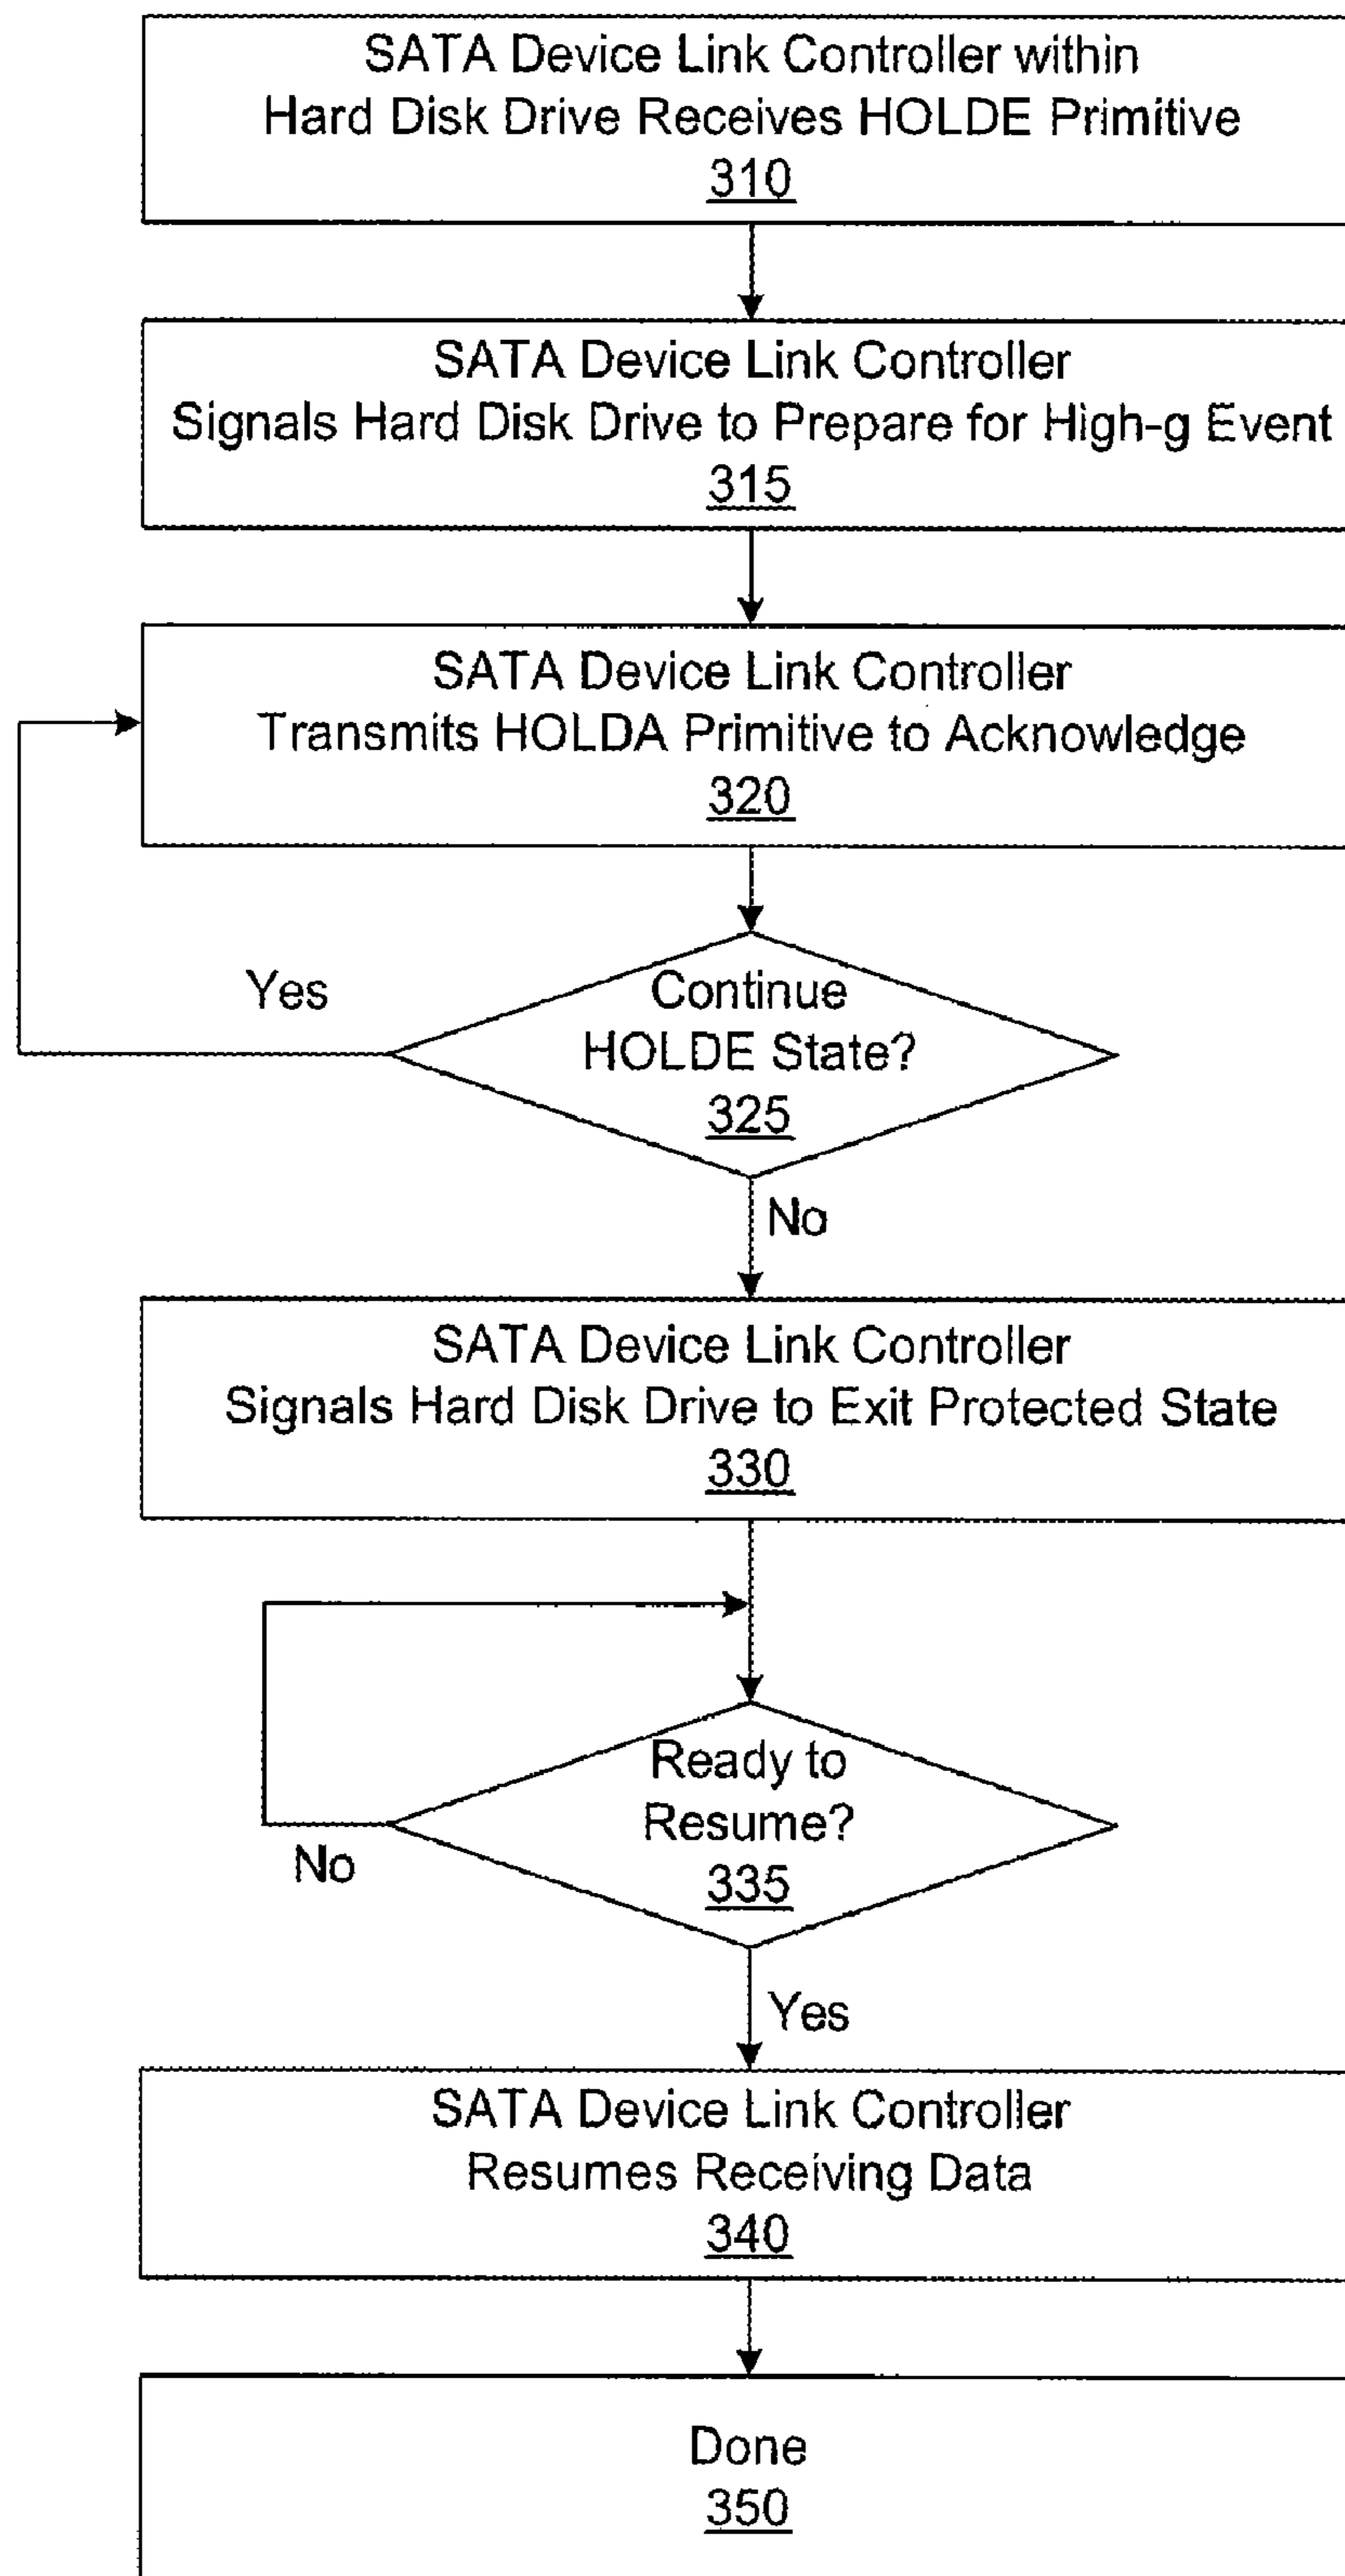 SATA Device Link Controller within
Hard Disk Drive Receives HOLDE Primitive
310
SATA Device Link Controller
Signals Hard Disk Drive to Prepare for High-g Event
315
SATA Device Link Controller
Transmits HOLDA Primitive to Acknowledge
320
Yes
Continue
HOLDE State?
325
No
SATA Device Link Controller
Signals Hard Disk Drive to Exit Protected State
330
Ready to
Resume?
335
No
Yes
SATA Device Link Controller
Resumes Receiving Data
340
Done
350